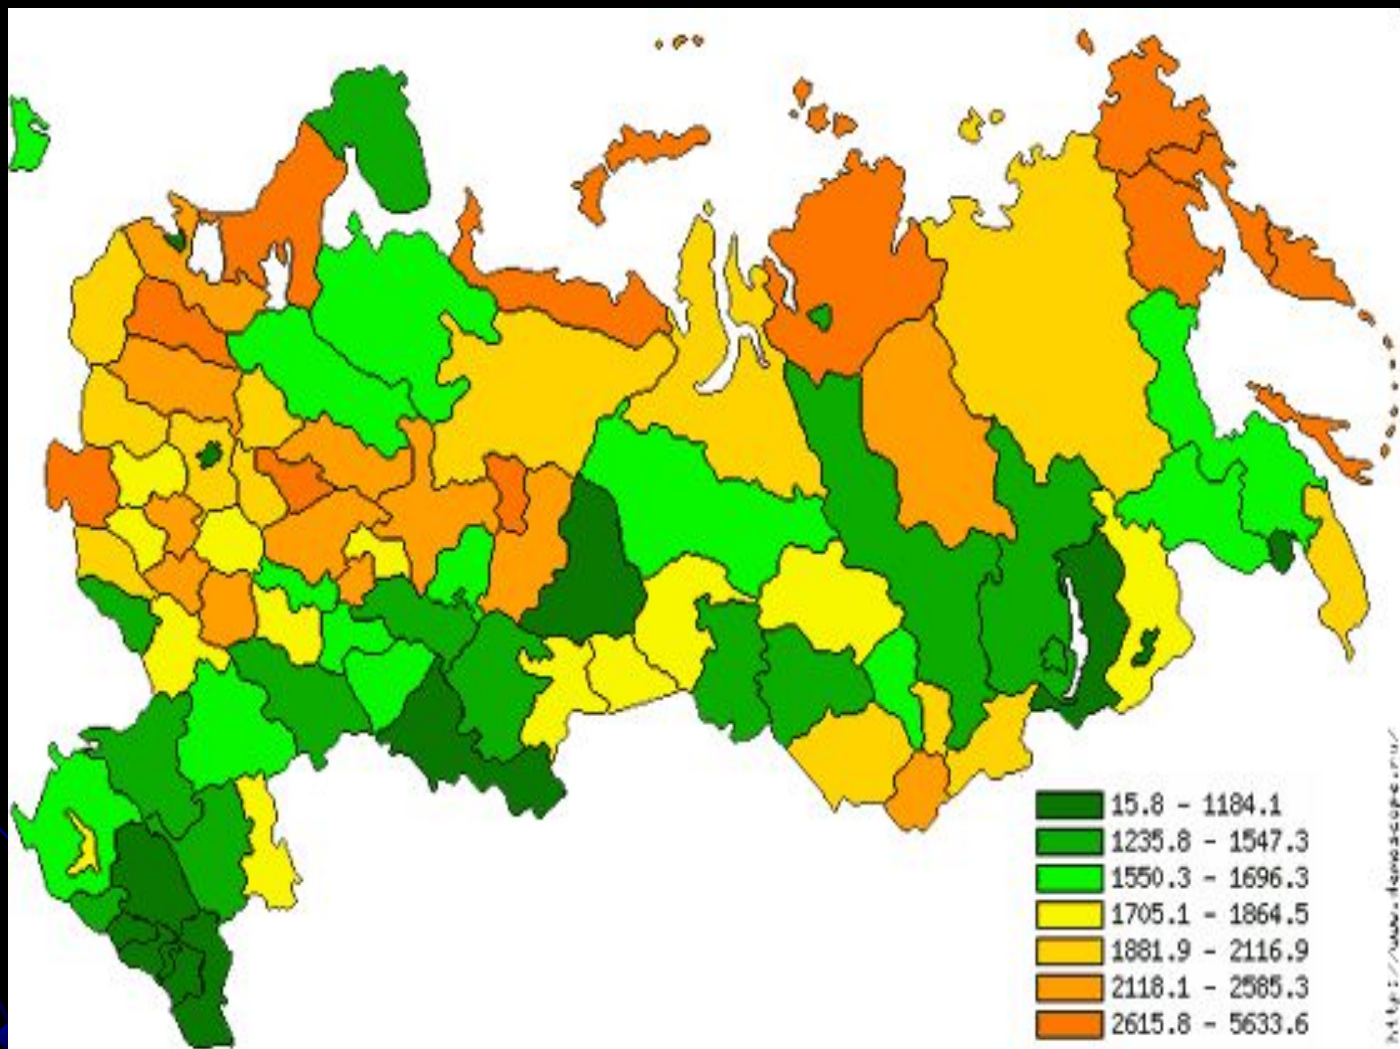 15.8 – 1184.1
1235.8 – 1547.3
1550.3 – 1696.3
1705.1 – 1864.5
1881.9 – 2116.9
2118.1 – 2585.3
2615.8 – 5633.6